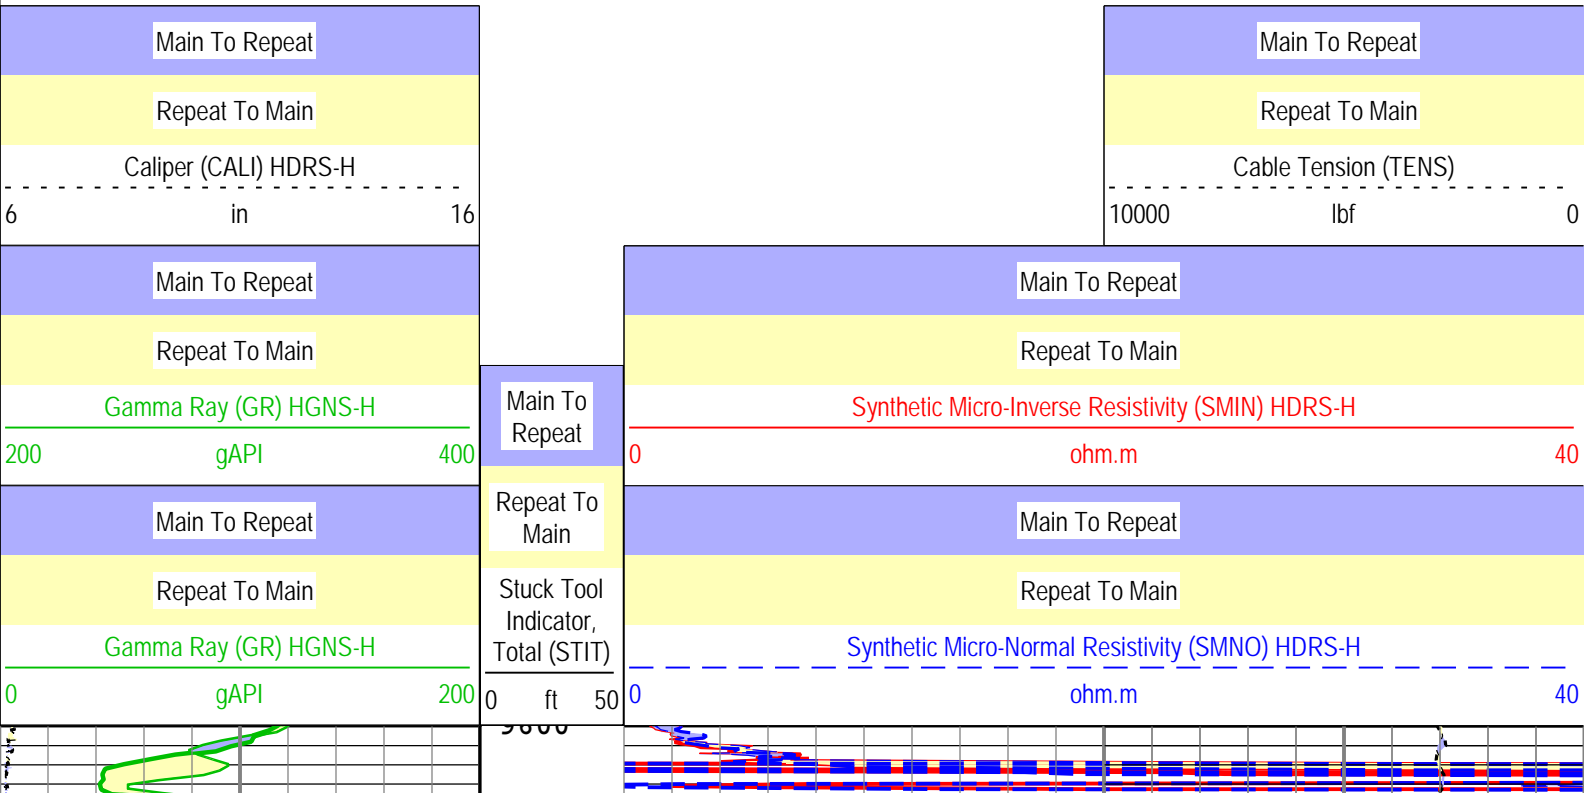 Main To Repeat
Repeat To Main
Caliper (CALI) HDRS-H
6 in 16
Main To Repeat
Repeat To Main
Cable Tension (TENS)
10000 lbf 0
Main To Repeat
Repeat To Main
Gamma Ray (GR) HGNS-H
200 gAPI 400
Main To Repeat
Repeat To Main
Synthetic Micro-Inverse Resistivity (SMIN) HDRS-H
0 ohm.m 40
Main To Repeat
Repeat To Main
Gamma Ray (GR) HGNS-H
0 gAPI 200
Main To
Repeat
Repeat To
Main
Stuck Tool
Indicator,
Total (STIT)
0 ft 50
Main To Repeat
Repeat To Main
Synthetic Micro-Normal Resistivity (SMNO) HDRS-H
0 ohm.m 40